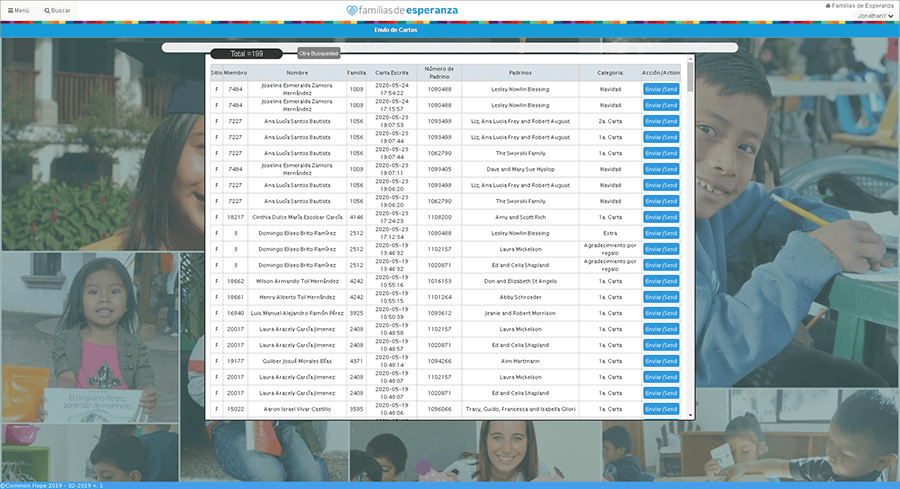 Menú Buscar familias de esperanza Familias de Esperanza
JonathanY
Envío de Cartas
Total =199 Otra Busquedad
Sitio Miembro Nombre Familia Carta Escrita Número de Padrino Padrinos Categoria: Acción/Action
F 7484 Joseline Esmeralda Zamora Hernández 1009 2020-05-24 17:54:22 1090488 Lesley Nowlin Blessing Navidad Enviar/Send
F 7484 Joseline Esmeralda Zamora Hernández 1009 2020-05-24 17:15:57 1090488 Lesley Nowlin Blessing Navidad Enviar/Send
F 7227 Ana Lucía Santos Bautista 1056 2020-05-23 19:07:53 1093499 Liz, Ana Lucia Frey and Robert August 2a. Carta Enviar/Send
F 7227 Ana Lucía Santos Bautista 1056 2020-05-23 19:07:44 1093499 Liz, Ana Lucia Frey and Robert August 1a. Carta Enviar/Send
F 7227 Ana Lucía Santos Bautista 1056 2020-05-23 19:07:44 1062790 The Sworski Family 1a. Carta Enviar/Send
F 7484 Joseline Esmeralda Zamora Hernández 1009 2020-05-23 19:07:11 1093405 Dave and Mary Sue Hyslop Navidad Enviar/Send
F 7227 Ana Lucía Santos Bautista 1056 2020-05-23 19:06:20 1093499 Liz, Ana Lucia Frey and Robert August Navidad Enviar/Send
F 7227 Ana Lucía Santos Bautista 1056 2020-05-23 19:06:20 1062790 The Sworski Family Navidad Enviar/Send
F 18217 Cinthia Dulce María Escobar García 4146 2020-05-23 17:24:23 1108200 Amy and Scott Rich 1a. Carta Enviar/Send
F 3 Domingo Eliseo Brito Ramírez 2512 2020-05-23 17:12:34 1090488 Lesley Nowlin Blessing Extra Enviar/Send
F 3 Domingo Eliseo Brito Ramírez 2512 2020-05-19 13:46:32 1102157 Laura Mickelson Agradecimiento por regalo Enviar/Send
F 3 Domingo Eliseo Brito Ramírez 2512 2020-05-19 13:46:32 1020871 Ed and Celia Shapland Agradecimiento por regalo Enviar/Send
F 18662 Wilson Armando Tol Hernández 4242 2020-05-19 10:55:16 1016153 Don and Elizabeth St Angelo 1a. Carta Enviar/Send
F 18661 Henry Alberto Tol Hernández 4242 2020-05-19 10:55:15 1101264 Abby Schroeder 1a. Carta Enviar/Send
F 16940 Luis Manuel Alejandro Ramón Pérez 3925 2020-05-19 10:50:39 1093612 Jeanie and Robert Morrison 1a. Carta Enviar/Send
F 20017 Laura Aracely García Jimenez 2408 2020-05-19 10:48:58 1102157 Laura Mickelson 1a. Carta Enviar/Send
F 20017 Laura Aracely García Jimenez 2408 2020-05-19 10:48:57 1020871 Ed and Celia Shapland 1a. Carta Enviar/Send
F 19177 Guilber Josué Morales Elías 4371 2020-05-19 10:48:14 1094266 Aim Hartmann 1a. Carta Enviar/Send
F 20017 Laura Aracely García Jimenez 2408 2020-05-19 10:48:07 1102157 Laura Mickelson 1a. Carta Enviar/Send
F 20017 Laura Aracely García Jimenez 2408 2020-05-19 10:48:07 1020871 Ed and Celia Shapland 1a. Carta Enviar/Send
F 15022 Aaron Israel Vivar Castillo 3595 2020-05-19 10:48:06 1096066 Tracy, Guido, Francesca and Isabella Gliori 1a. Carta Enviar/Send
2020-05-19
El pingüino Pedro,
aprendiz de marinero
©Common Hope 2019 - 02-2019 v. 1